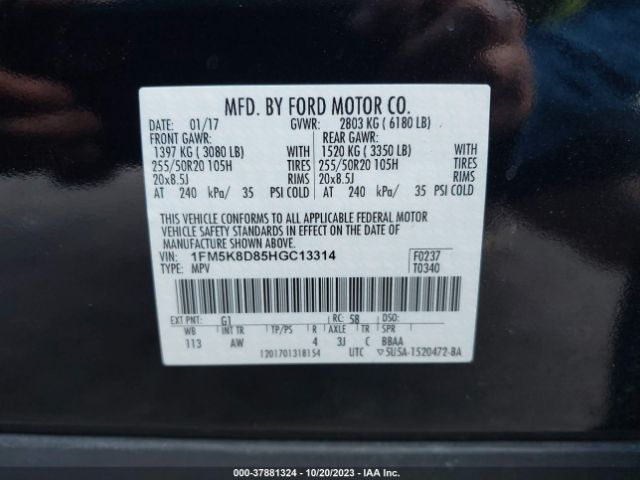 MFD. BY FORD MOTOR CO.
DATE: 01/17 GVWR: 2803 KG ( 6180 LB)
FRONT GAWR: REAR GAWR:
1397 KG ( 3080 LB) WITH 1520 KG ( 3350 LB) WITH
255/50R20 105H TIRES 255/50R20 105H TIRES
20x8.5J RIMS 20x8.5J RIMS
AT 240 kPa/ 35 PSI COLD AT 240 kPa/ 35 PSI COLD
THIS VEHICLE CONFORMS TO ALL APPLICABLE FEDERAL MOTOR
VEHICLE SAFETY STANDARDS IN EFFECT ON THE DATE OF
MANUFACTURE SHOWN ABOVE.
VIN: 1FM5K8D85HGC13314 F0237
TYPE: MPV T0340
EXT PNT: G1 RC: 58 DSO:
WB INT TR TP/PS R AXLE TR SPR
113 AW 4 3J C BBAA
1201701318154 UTC ▽5U5A-1520472-BA
000-37881324 | 10/20/2023 | IAA Inc.